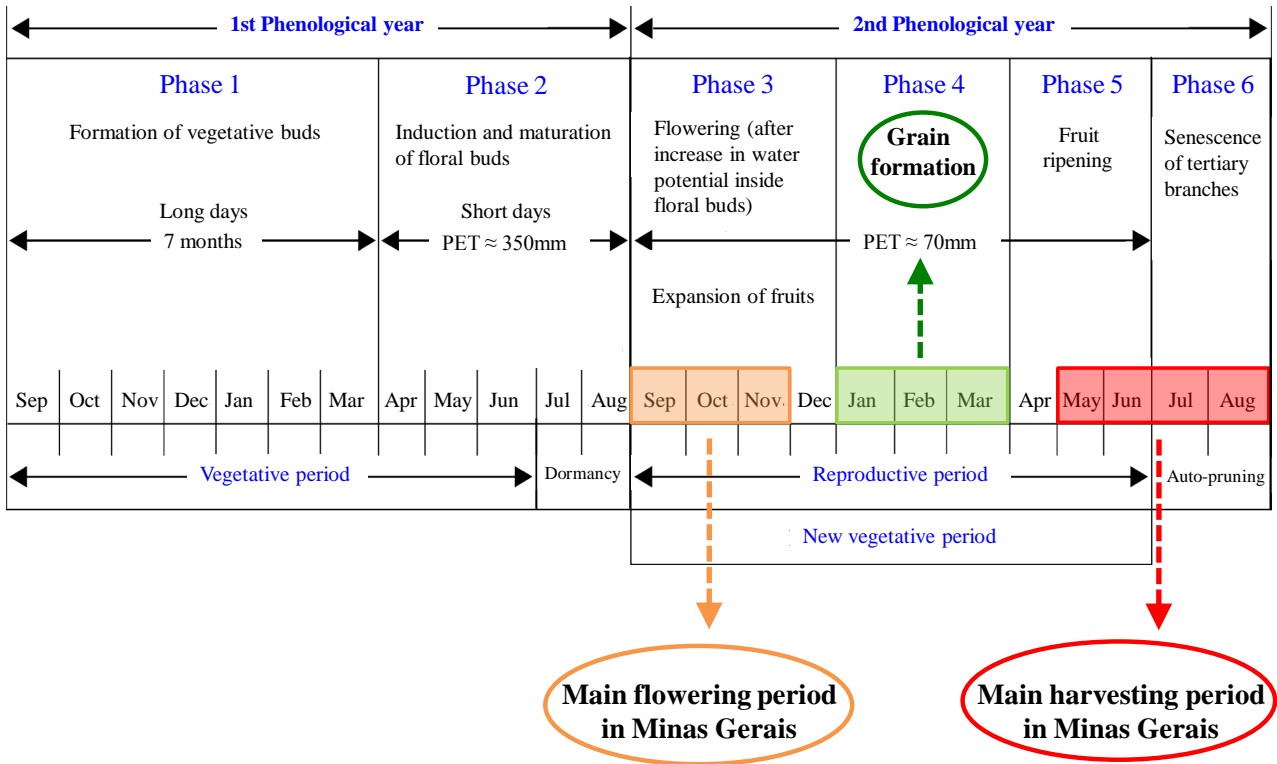 1st Phenological year
2nd Phenological year
Phase 1
Phase 2
Phase 3
Phase 4
Phase 5
Phase 6
Formation of vegetative buds
Induction and maturation
of floral buds
Flowering (after
increase in water
potential inside
floral buds)
Grain
formation
Fruit
ripening
Senescence
of tertiary
branches
Long days
7 months
Short days
PET ≈ 350mm
PET ≈ 70mm
Expansion of fruits
Sep Oct Nov Dec Jan Feb Mar Apr May Jun Jul Aug Sep Oct Nov. Dec Jan Feb Mar Apr May Jun Jul Aug
Vegetative period
Dormancy
Reproductive period
Auto-pruning
New vegetative period
Main flowering period
in Minas Gerais
Main harvesting period
in Minas Gerais